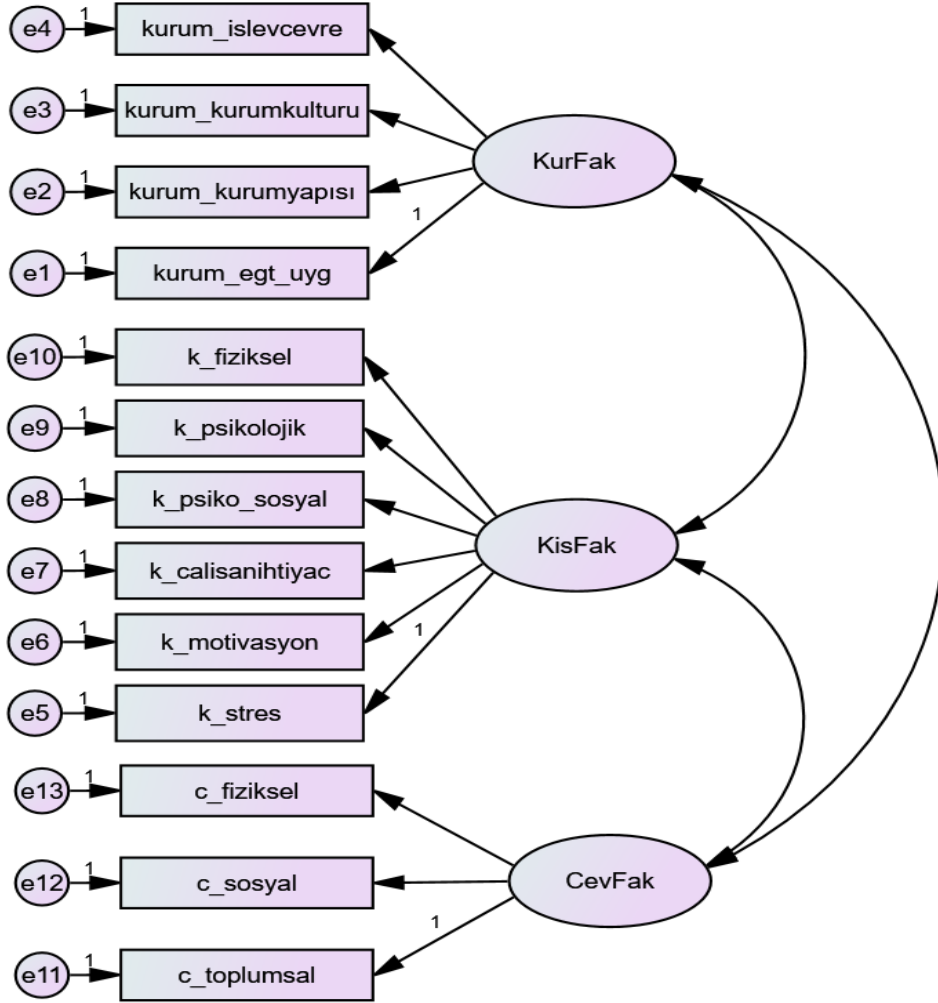 e4 1 kurum_islevcevre
e3 1 kurum_kurumkulturu
KurFak
e2 1 kurum_kurumyapısı
1
e1 1 kurum_egt_uyg
e10 1 k_fiziksel
e9 1 k_psikolojik
e8 1 k_psiko_sosyal
KisFak
e7 1 k_calisanihtiyac
1
e6 1 k_motivasyon
e5 1 k_stres
e13 1 c_fiziksel
e12 1 c_sosyal
CevFak
1
e11 1 c_toplumsal